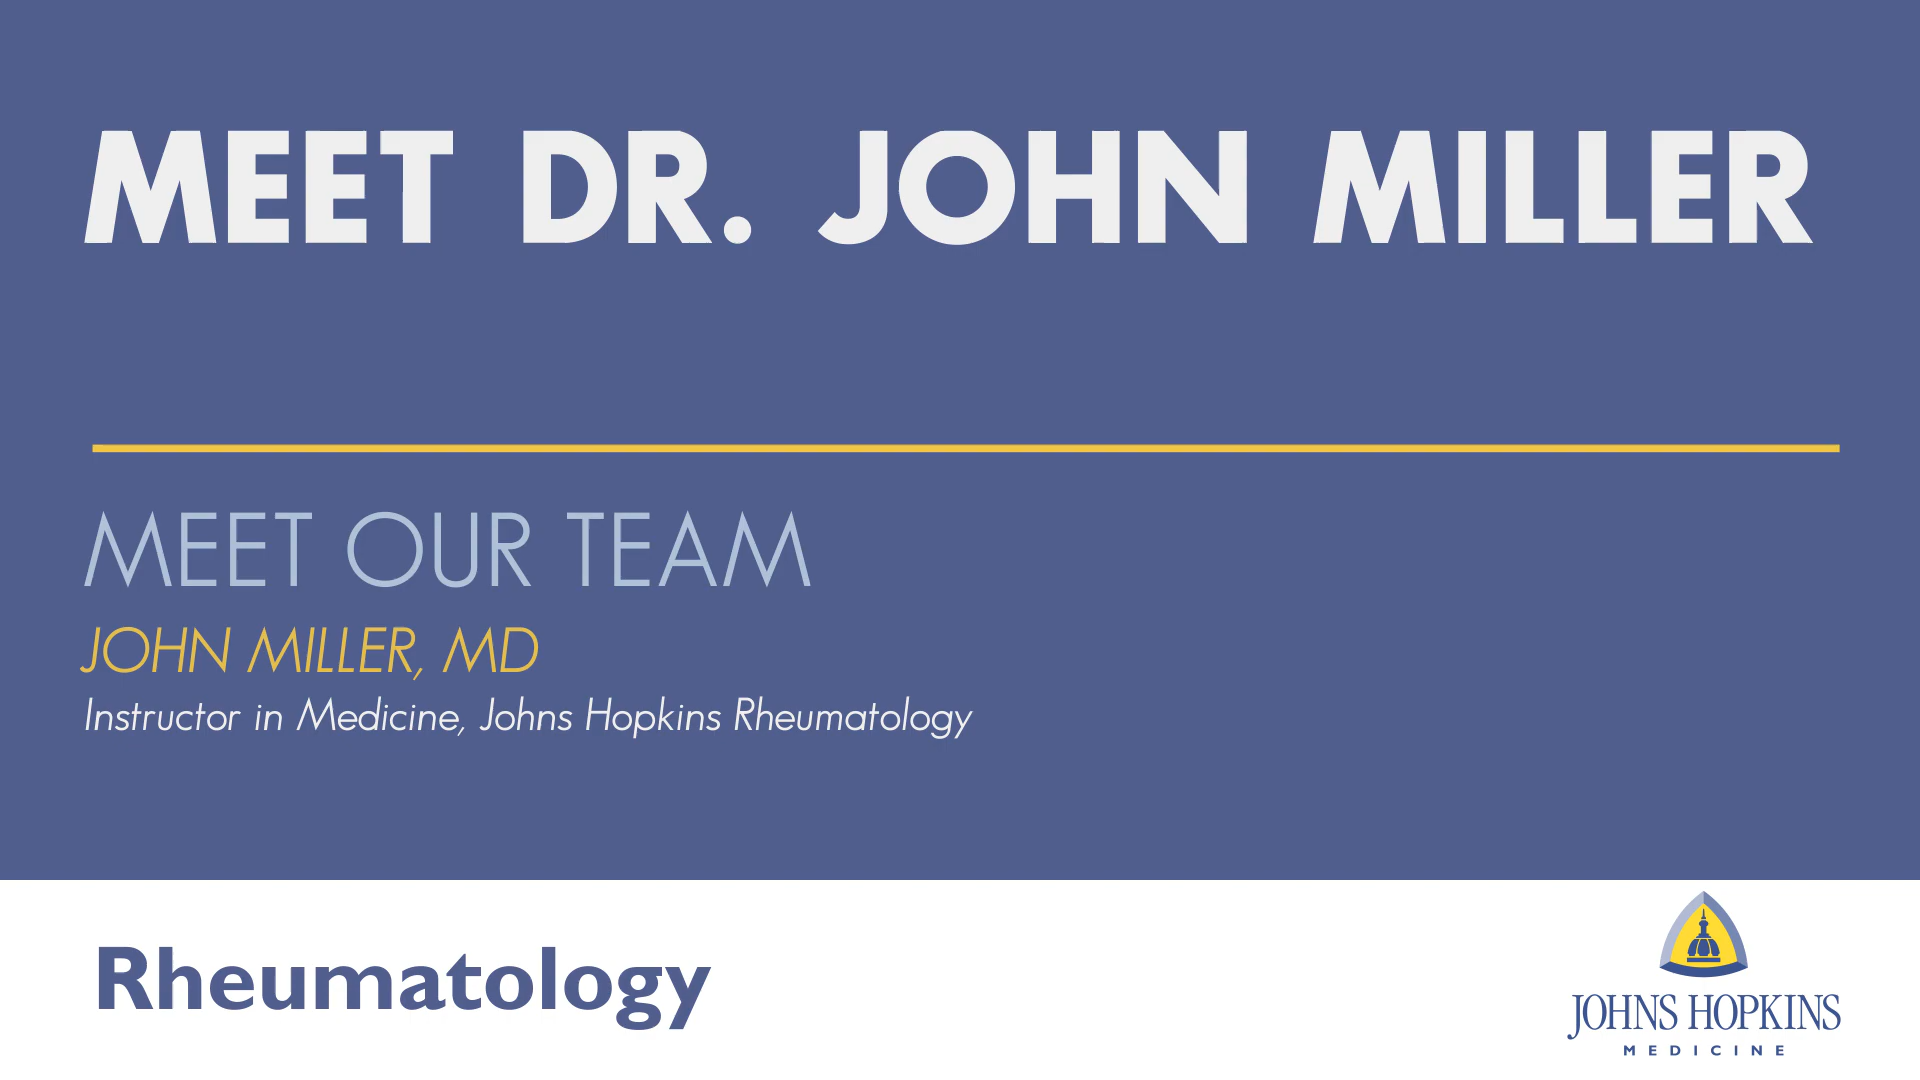 MEET DR. JOHN MILLER
MEET OUR TEAM
JOHN MILLER, MD
Instructor in Medicine, Johns Hopkins Rheumatology
Rheumatology
JOHNS HOPKINS
MEDICINE